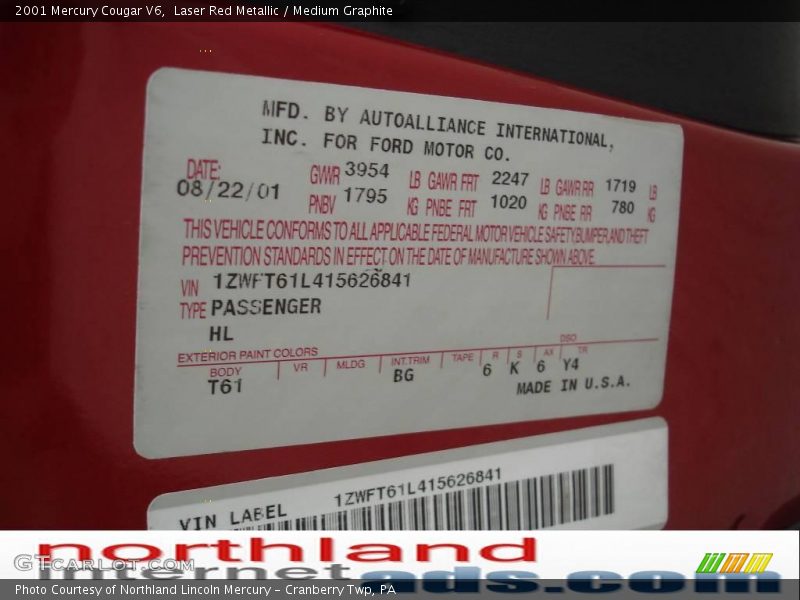 2001 Mercury Cougar V6,  Laser Red Metallic / Medium Graphite
MFD. BY AUTOALLIANCE INTERNATIONAL,
INC. FOR FORD MOTOR CO.
DATE: 08/22/01
GVWR 3954 LB GAWR FRT 2247 LB GAWR RR 1719 LB
PNBV 1795 KG PNBE FRT 1020 KG PNBE RR 780 KG
THIS VEHICLE CONFORMS TO ALL APPLICABLE FEDERAL MOTOR VEHICLE SAFETY, BUMPER, AND THEFT
PREVENTION STANDARDS IN EFFECT ON THE DATE OF MANUFACTURE SHOWN ABOVE.
VIN 1ZWFT61L415626841
TYPE PASSENGER
HL
EXTERIOR PAINT COLORS DSO
BODY VR MLDG INT. TRIM TAPE R S AX TR
T61 BG 6 K 6 Y4
MADE IN U.S.A.
VIN LABEL 1ZWFT61L415626841
northland
internetads.com
GTCarLot.com
Photo Courtesy of Northland Lincoln Mercury - Cranberry Twp, PA